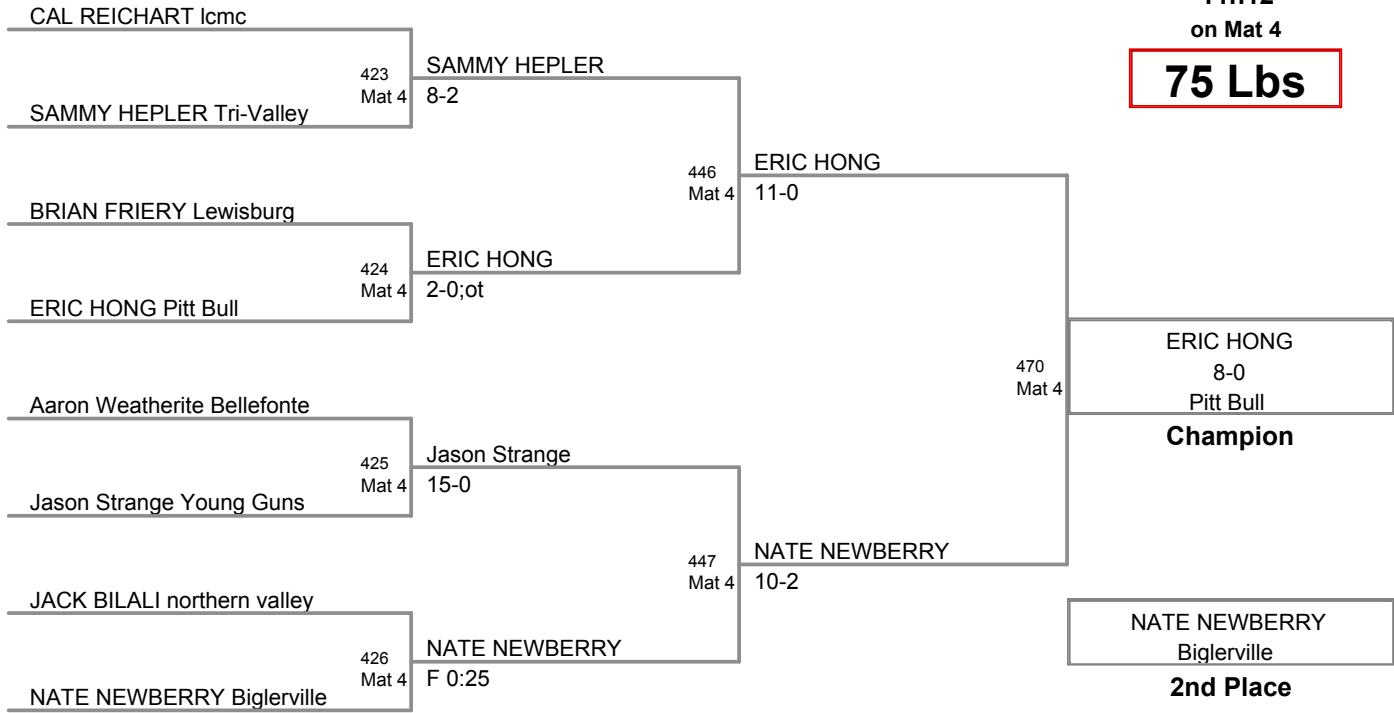 CAL REICHART lcmc
on Mat 4
75 Lbs
423
Mat 4
SAMMY HEPLER
8-2
SAMMY HEPLER Tri-Valley
446
Mat 4
ERIC HONG
11-0
BRIAN FRIERY Lewisburg
424
Mat 4
ERIC HONG
2-0;ot
ERIC HONG Pitt Bull
470
Mat 4
ERIC HONG
8-0
Pitt Bull
Champion
Aaron Weatherite Bellefonte
425
Mat 4
Jason Strange
15-0
Jason Strange Young Guns
447
Mat 4
NATE NEWBERRY
10-2
JACK BILALI northern valley
426
Mat 4
NATE NEWBERRY
F 0:25
NATE NEWBERRY Biglerville
NATE NEWBERRY
Biglerville
2nd Place